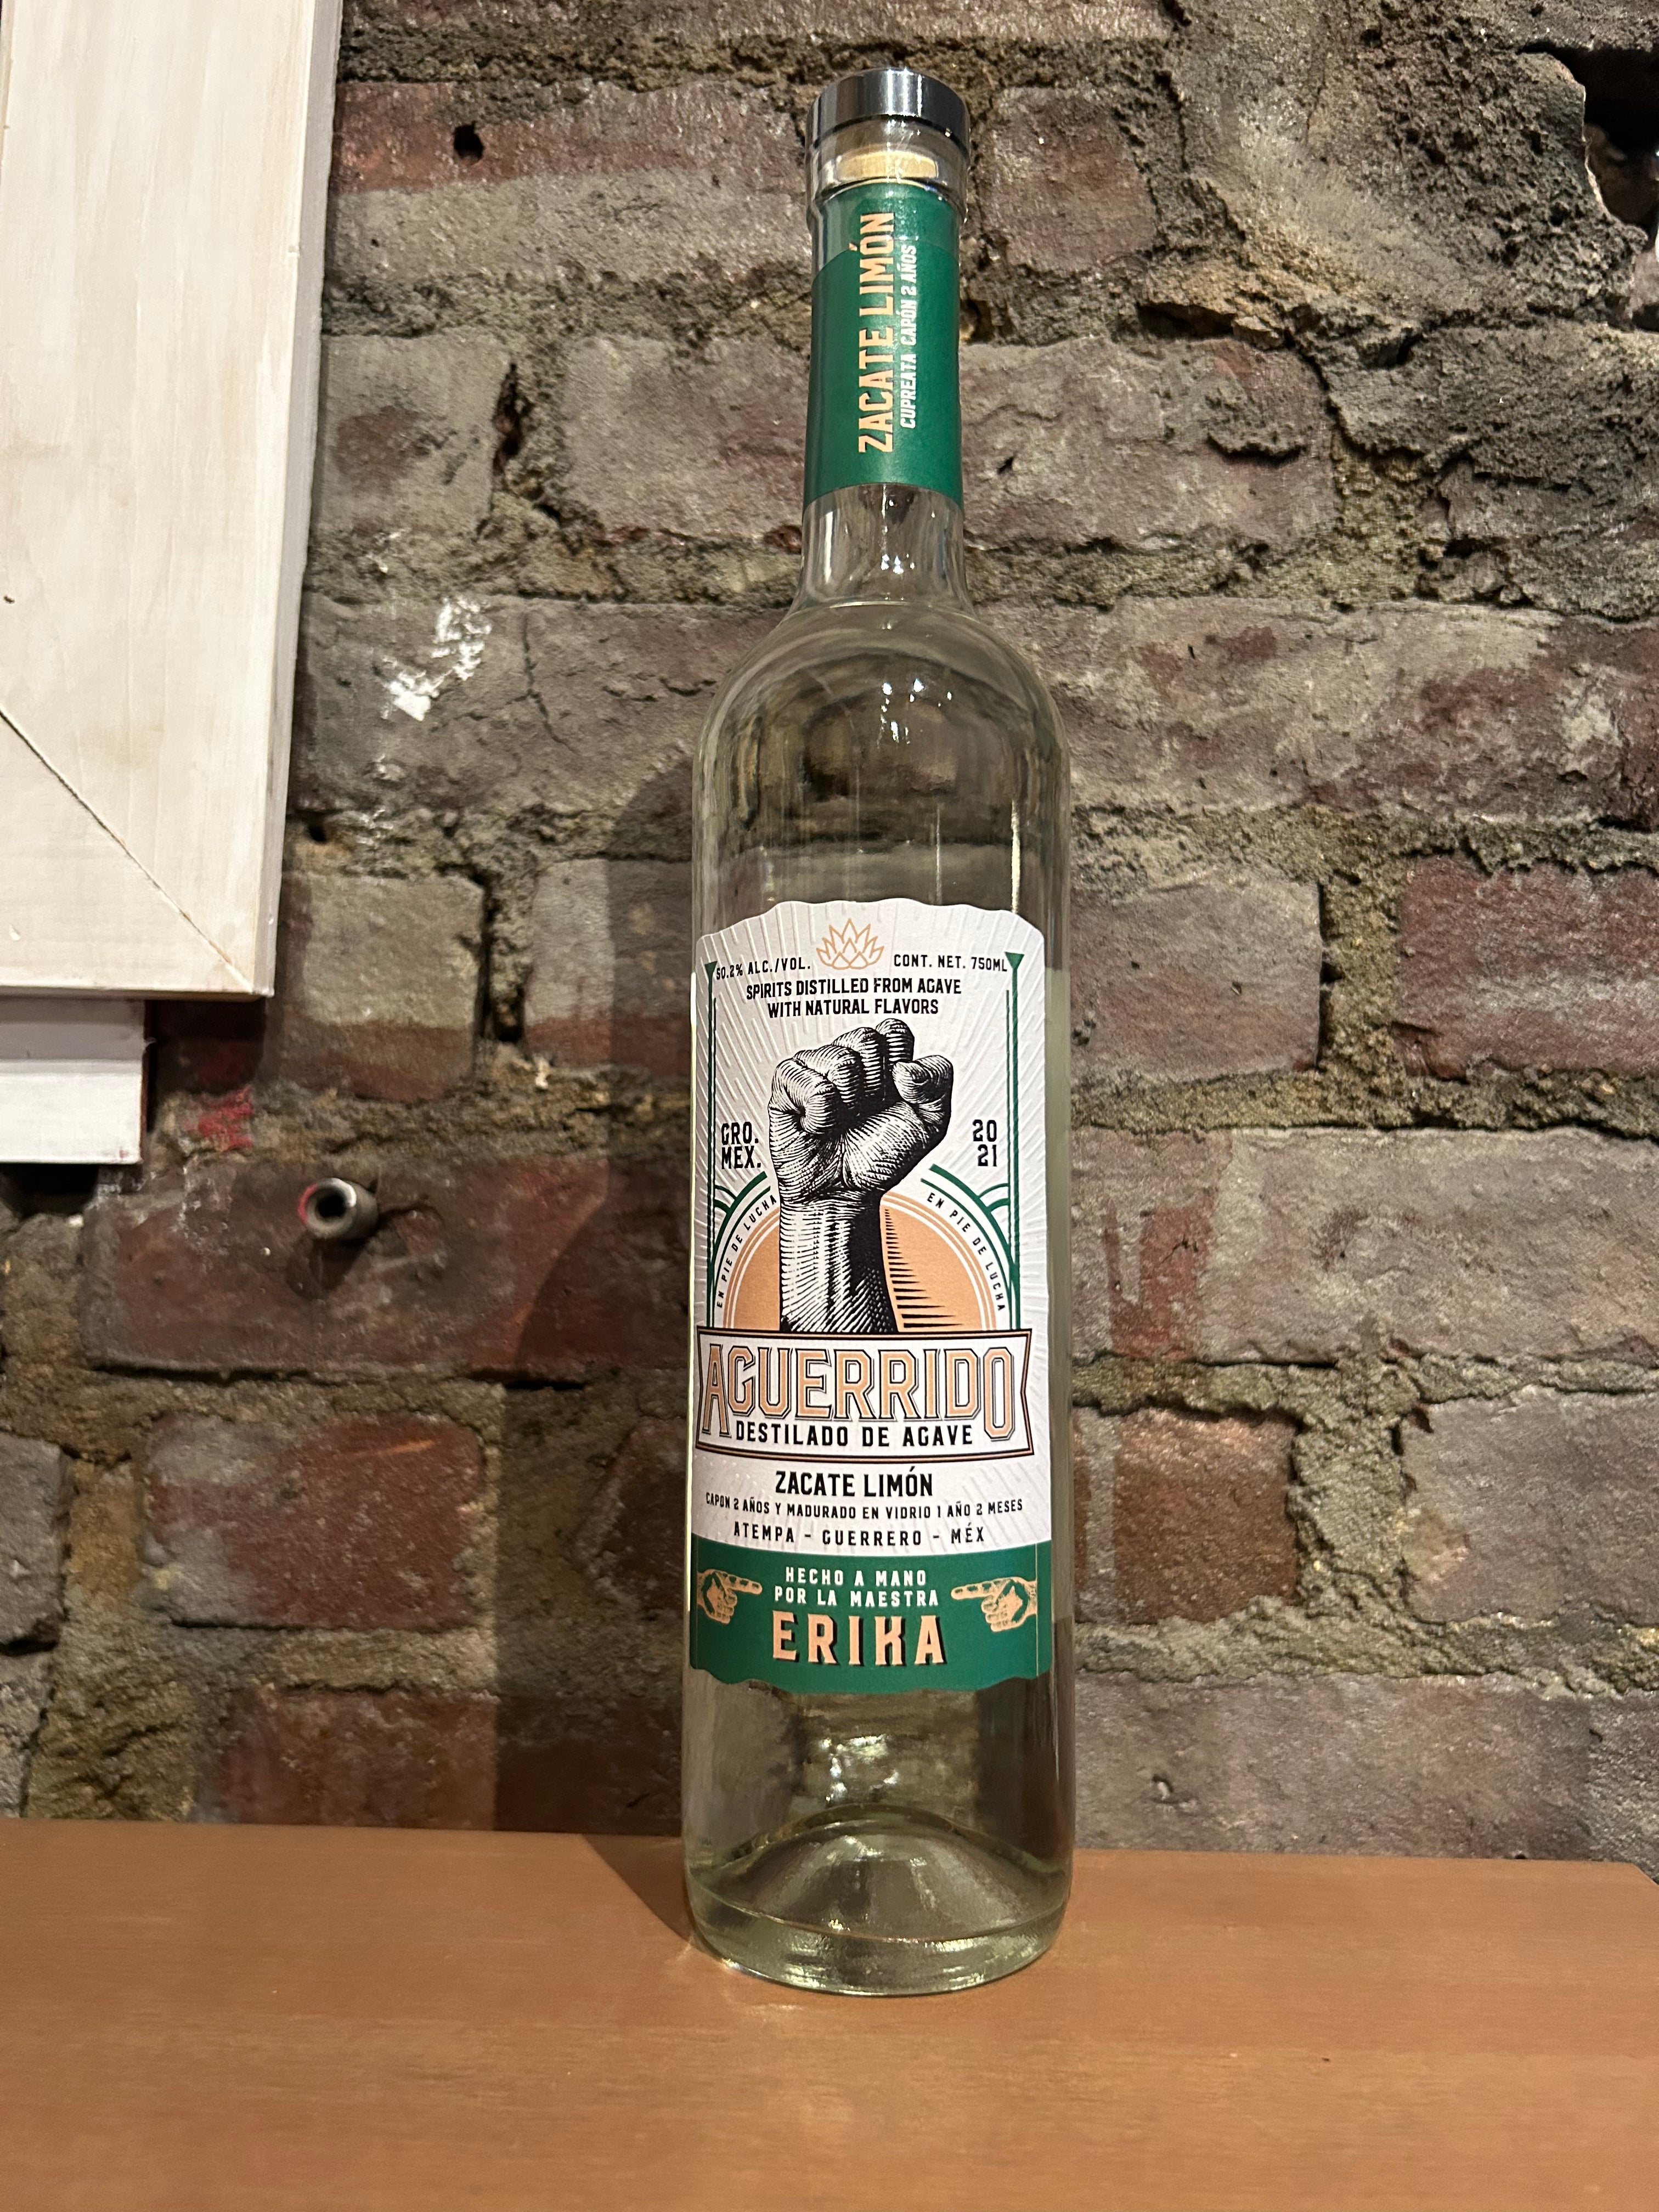 ZACATE LIMÓN
CUPREATA CAPÓN 2 AÑOS
50.2% ALC./VOL.
CONT. NET. 750ML
SPIRITS DISTILLED FROM AGAVE
WITH NATURAL FLAVORS
GRO.
MEX.
20
21
EN PIE DE LUCHA
EN PIE DE LUCHA
AGUERRIDO
DESTILADO DE AGAVE
ZACATE LIMÓN
CAPON 2 AÑOS Y MADURADO EN VIDRIO 1 AÑO 2 MESES
ATEMPA - GUERRERO - MÉX
HECHO A MANO
POR LA MAESTRA
ERIKA